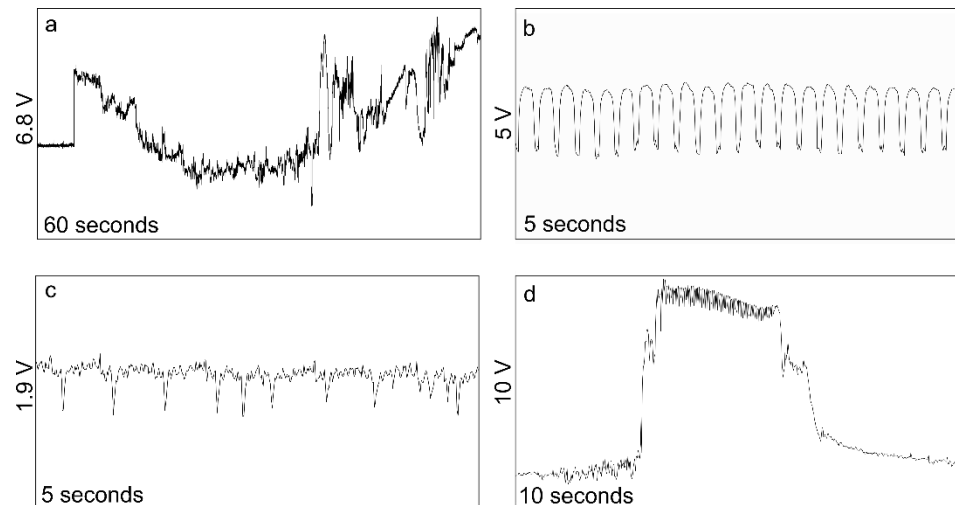 a
6.8 V
60 seconds
b
5 V
5 seconds
c
1.9 V
5 seconds
d
10 V
10 seconds